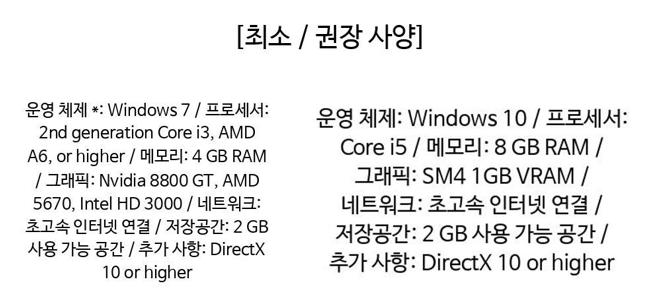 [최소 / 권장 사양]
운영 체제 *: Windows 7 / 프로세서:
2nd generation Core i3, AMD
A6, or higher / 메모리: 4 GB RAM
/ 그래픽: Nvidia 8800 GT, AMD
5670, Intel HD 3000 / 네트워크:
초고속 인터넷 연결 / 저장공간: 2 GB
사용 가능 공간 / 추가 사항: DirectX
10 or higher
운영 체제: Windows 10 / 프로세서:
Core i5 / 메모리: 8 GB RAM /
그래픽: SM4 1GB VRAM /
네트워크: 초고속 인터넷 연결 /
저장공간: 2 GB 사용 가능 공간 /
추가 사항: DirectX 10 or higher